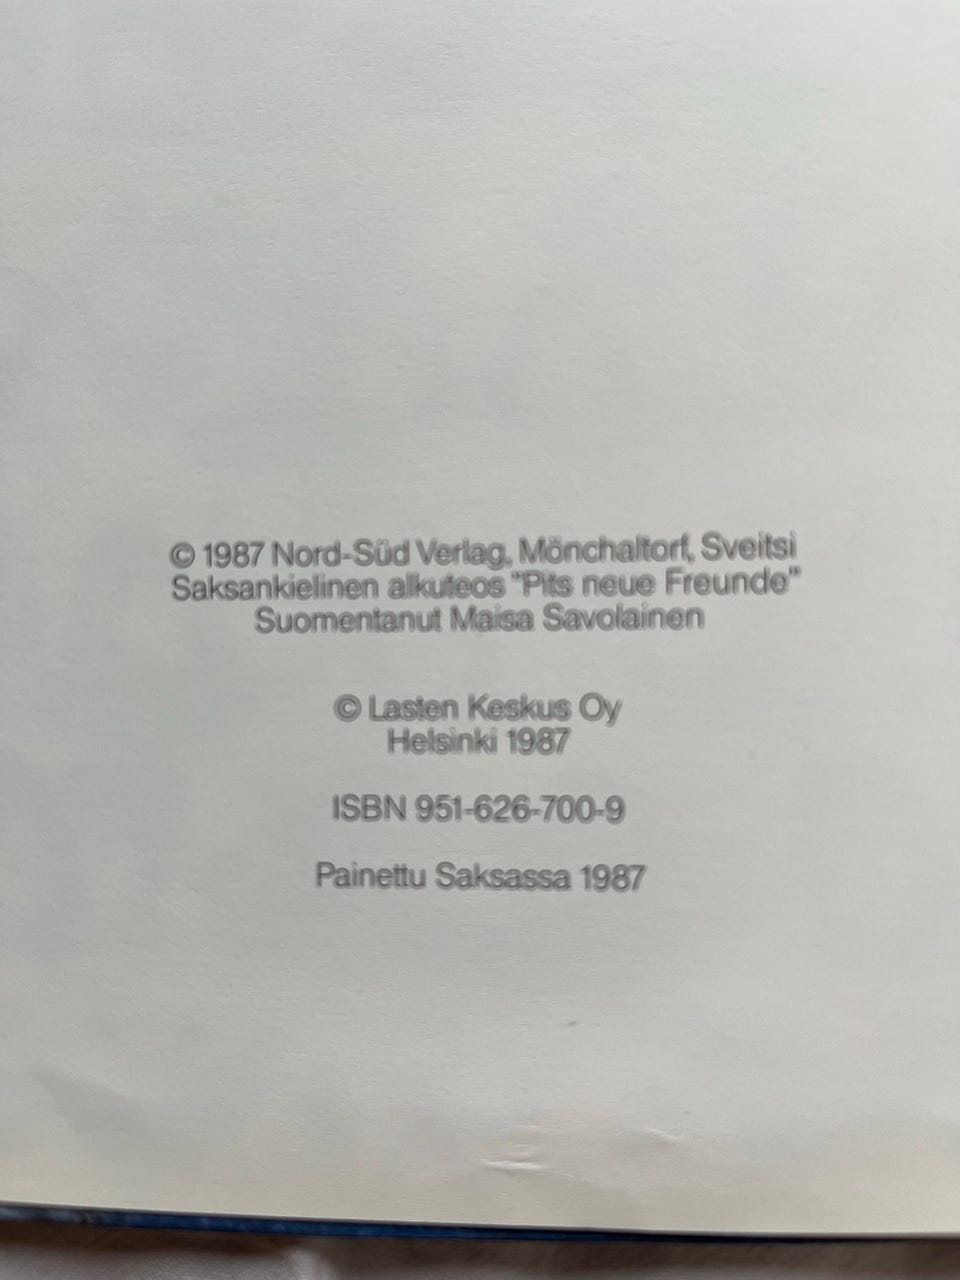 © 1987 Nord-Süd Verlag, Mönchaltorf, Sveitsi
Saksankielinen alkuteos "Pits neue Freunde"
Suomentanut Maisa Savolainen
© Lasten Keskus Oy
Helsinki 1987
ISBN 951-626-700-9
Painettu Saksassa 1987